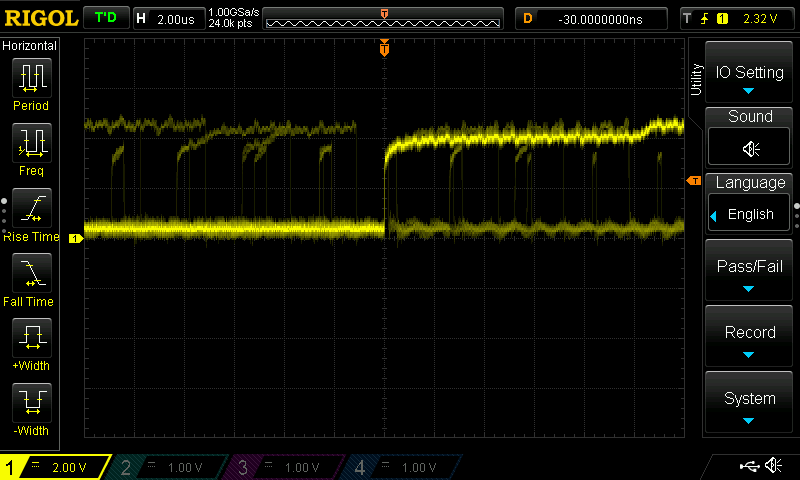 RIGOL T'D H 2.00us 1.00GSa/s
24.0k pts
T
D -30.0000000ns T 1 2.32 V
T
Horizontal
Period
Freq
Rise Time
Fall Time
+Width
-Width
1
T
Utility
IO Setting
Sound
Language
English
Pass/Fail
Record
System
1 2.00 V 2 1.00 V 3 1.00 V 4 1.00 V